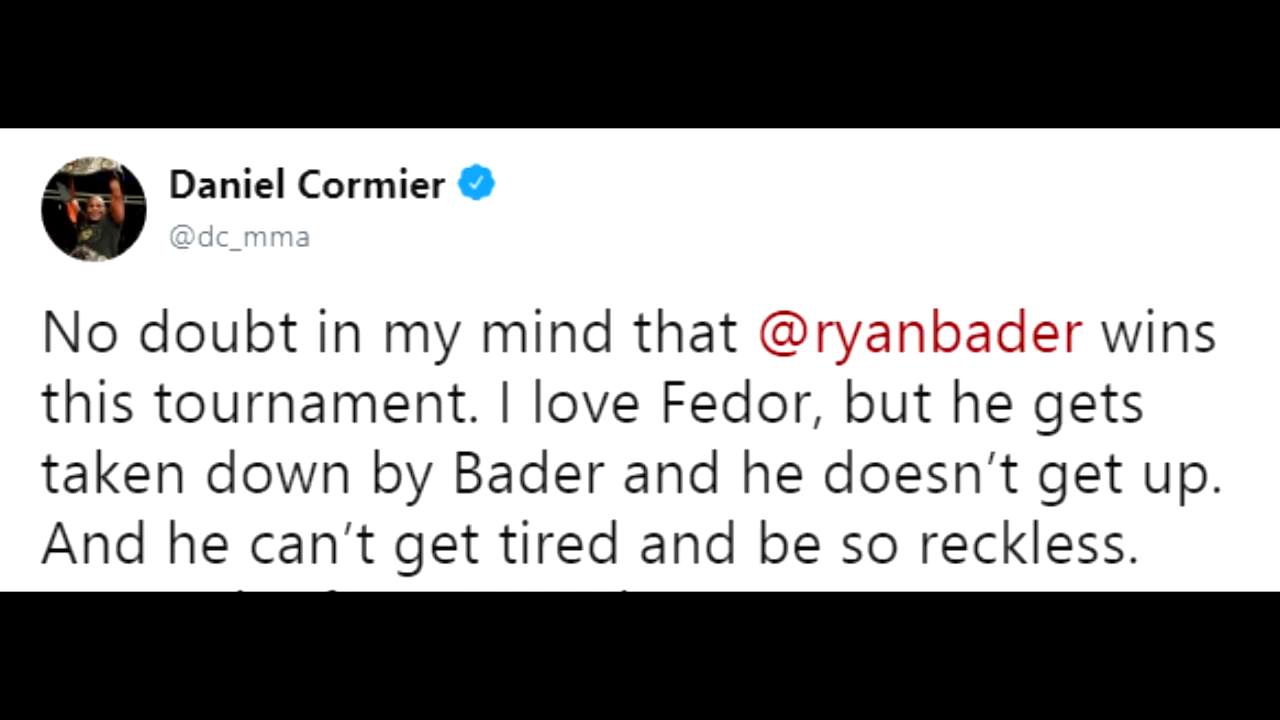 Daniel Cormier
@dc_mma
No doubt in my mind that @ryanbader wins
this tournament. I love Fedor, but he gets
taken down by Bader and he doesn’t get up.
And he can’t get tired and be so reckless.